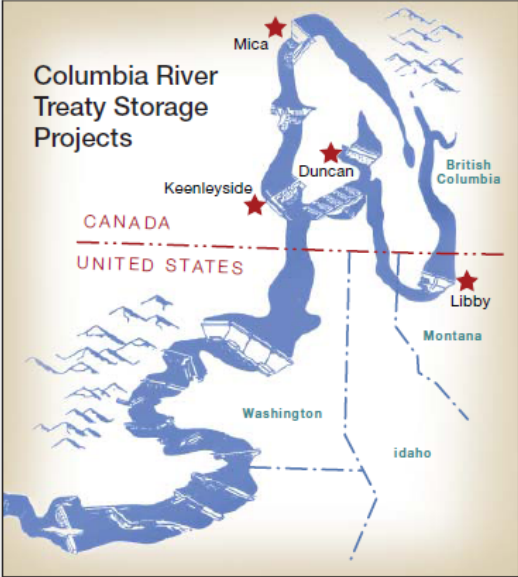 Columbia River
Treaty Storage
Projects
Mica
Duncan
Keenleyside
British
Columbia
CANADA
UNITED STATES
Libby
Montana
Washington
idaho